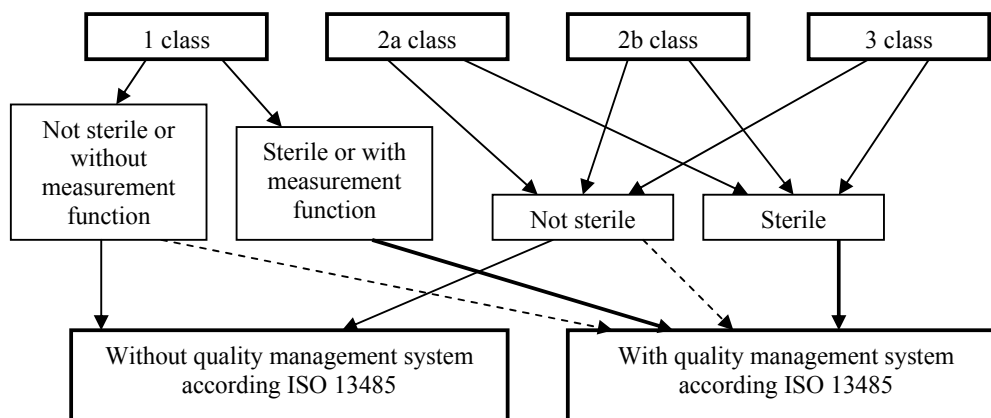 1 class
2a class
2b class
3 class
Not sterile or
without
measurement
function
Sterile or with
measurement
function
Not sterile
Sterile
Without quality management system
according ISO 13485
With quality management system
according ISO 13485